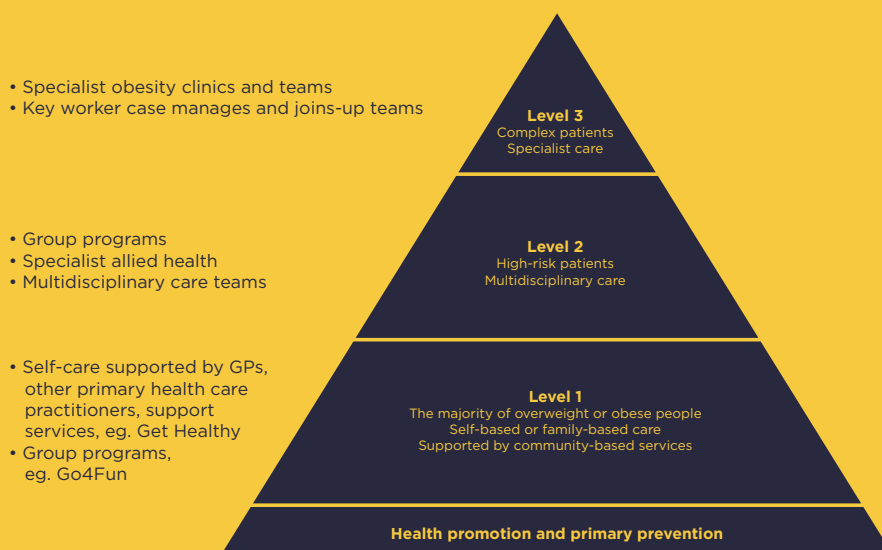 • Specialist obesity clinics and teams
• Key worker case manages and joins-up teams
Level 3
Complex patients
Specialist care
• Group programs
• Specialist allied health
• Multidisciplinary care teams
Level 2
High-risk patients
Multidisciplinary care
• Self-care supported by GPs,
other primary health care
practitioners, support
services, eg. Get Healthy
• Group programs,
eg. Go4Fun
Level 1
The majority of overweight or obese people
Self-based or family-based care
Supported by community-based services
Health promotion and primary prevention